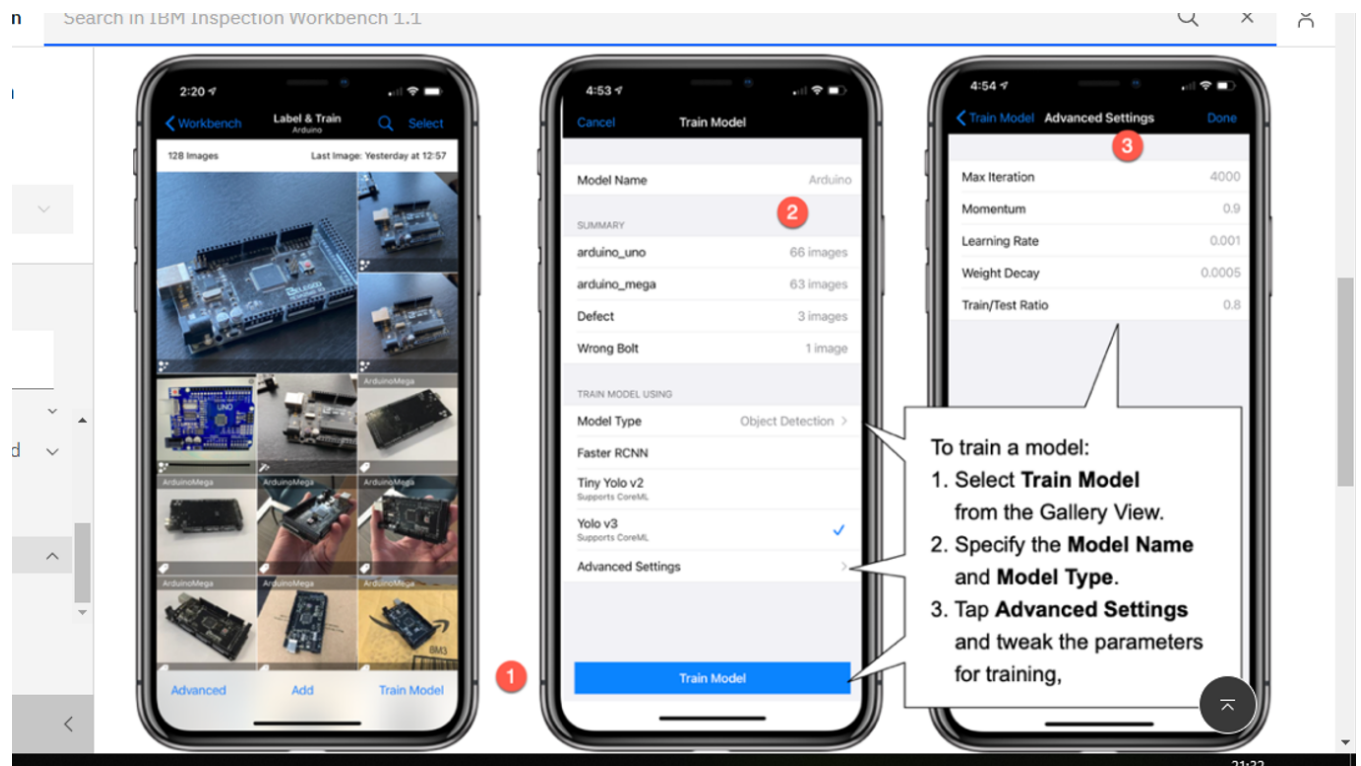 n
Search in IBM Inspection Workbench 1.1
d
2:20
Workbench
Label & Train
Arduino
Select
128 Images
Last Image: Yesterday at 12:57
UNO
ArduinoMega
ArduinoMega
ArduinoMega
ArduinoMega
ArduinoMega
ArduinoMega
ArduinoMega
Advanced
Add
Train Model
1
4:53
Cancel
Train Model
Model Name
Arduino
2
SUMMARY
arduino_uno
66 images
arduino_mega
63 images
Defect
3 images
Wrong Bolt
1 image
TRAIN MODEL USING
Model Type
Object Detection
Faster RCNN
Tiny Yolo v2
Supports CoreML
Yolo v3
Supports CoreML
Advanced Settings
Train Model
4:54
Train Model
Advanced Settings
Done
3
Max Iteration
4000
Momentum
0.9
Learning Rate
0.001
Weight Decay
0.0005
Train/Test Ratio
0.8
To train a model:
1. Select Train Model
from the Gallery View.
2. Specify the Model Name
and Model Type.
3. Tap Advanced Settings
and tweak the parameters
for training,